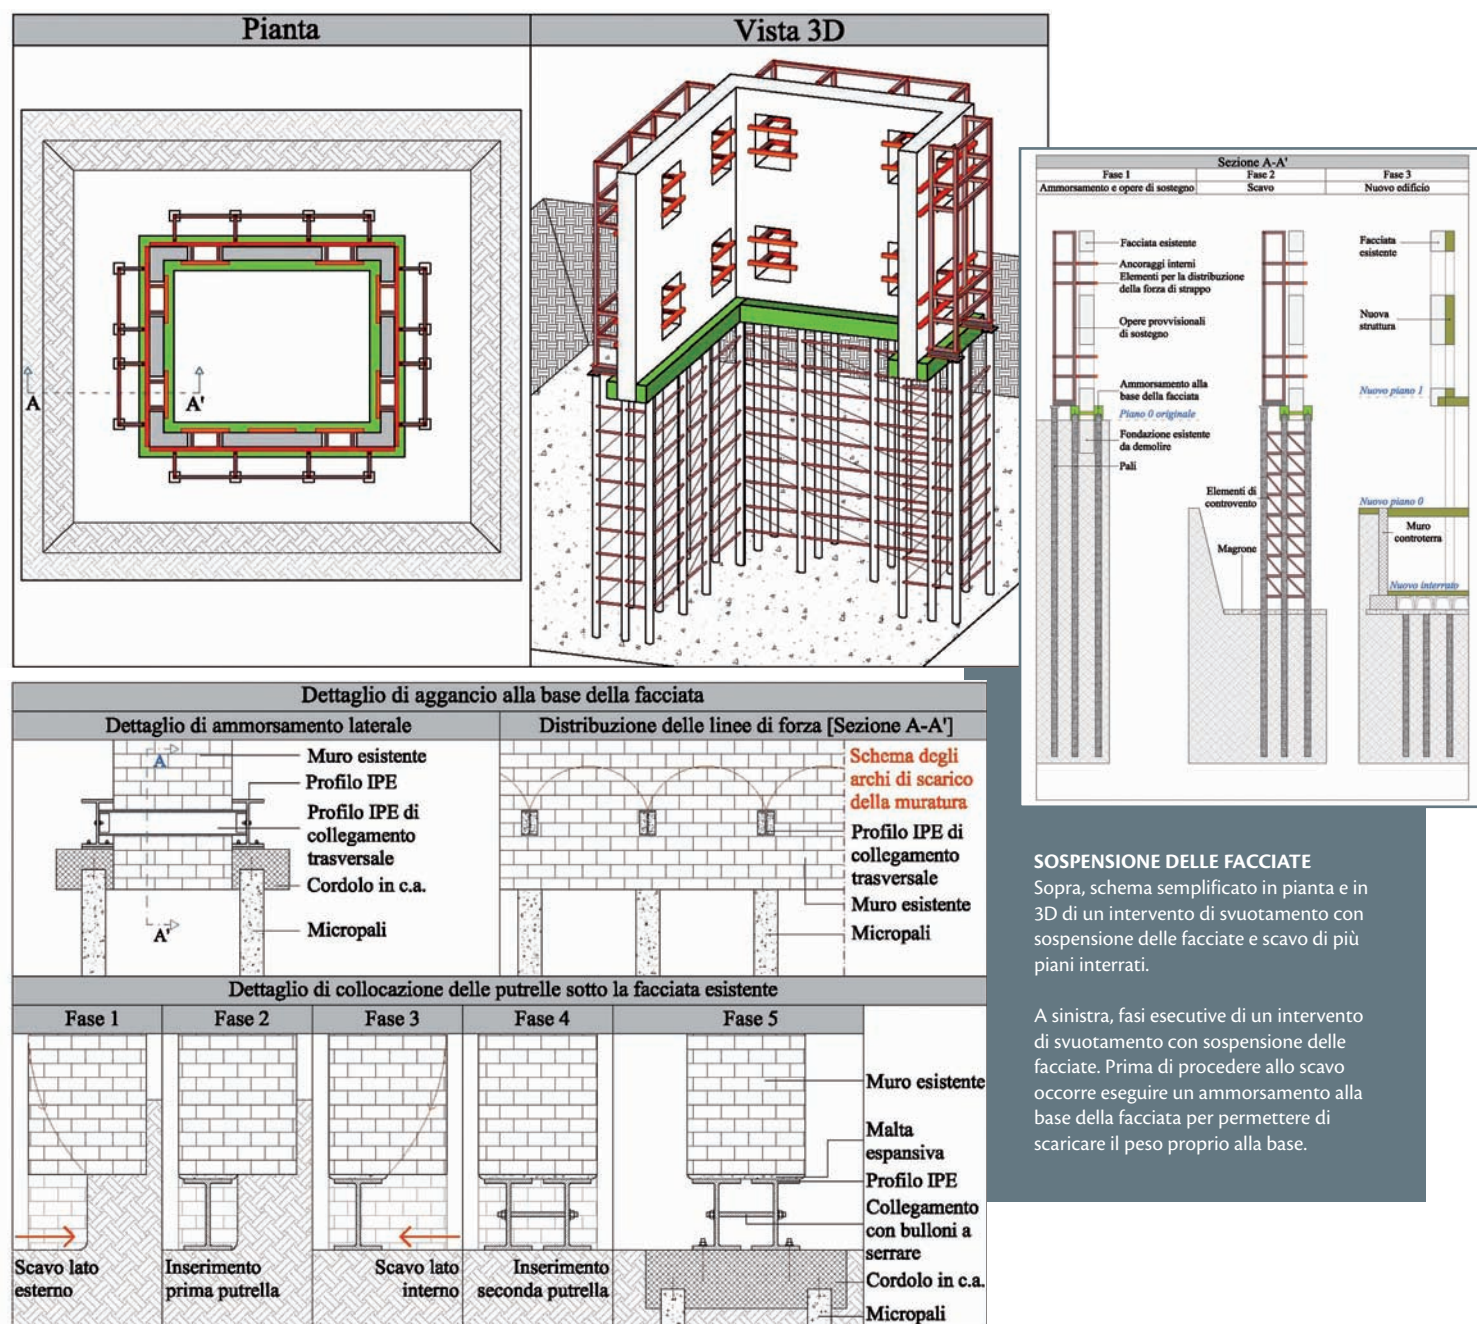 Pianta
Vista 3D
A
A'
Sezione A-A'
Fase 1
Fase 2
Fase 3
Ammorsamento e opere di sostegno
Scavo
Nuovo edificio
Facciata esistente
Ancoraggi interni
Elementi per la distribuzione
della forza di strappo
Opere provvisionali
di sostegno
Ammorsamento alla
base della facciata
Piano 0 originale
Fondazione esistente
da demolire
Pali
Elementi di
controvento
Magrone
Facciata
esistente
Nuova
struttura
Nuovo piano 1
Nuovo piano 0
Muro
controterra
Nuovo interrato
Dettaglio di aggancio alla base della facciata
Dettaglio di ammorsamento laterale
Distribuzione delle linee di forza [Sezione A-A']
A
A'
Muro esistente
Profilo IPE
Profilo IPE di
collegamento
trasversale
Cordolo in c.a.
Micropali
Schema degli
archi di scarico
della muratura
Profilo IPE di
collegamento
trasversale
Muro esistente
Micropali
Dettaglio di collocazione delle putrelle sotto la facciata esistente
Fase 1
Fase 2
Fase 3
Fase 4
Fase 5
Scavo lato
esterno
Inserimento
prima putrella
Scavo lato
interno
Inserimento
seconda putrella
Muro esistente
Malta
espansiva
Profilo IPE
Collegamento
con bulloni a
serrare
Cordolo in c.a.
Micropali
SOSPENSIONE DELLE FACCIATE
Sopra, schema semplificato in pianta e in
3D di un intervento di svuotamento con
sospensione delle facciate e scavo di più
piani interrati.
A sinistra, fasi esecutive di un intervento
di svuotamento con sospensione delle
facciate. Prima di procedere allo scavo
occorre eseguire un ammorsamento alla
base della facciata per permettere di
scaricare il peso proprio alla base.